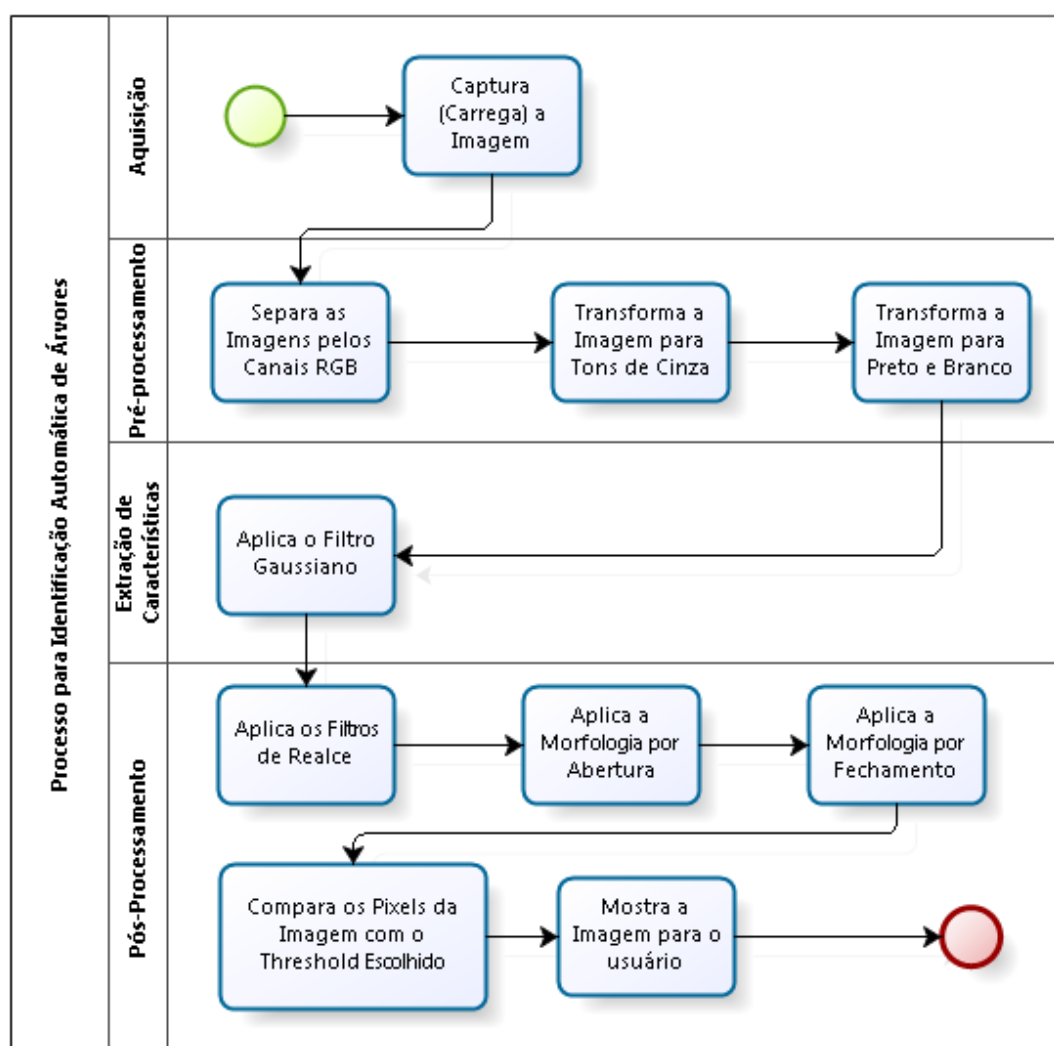 Processo para Identificação Automática de Árvores
Aquisição
Captura
(Carrega) a
Imagem
Pré-processamento
Separa as
Imagens pelos
Canais RGB
Transforma a
Imagem para
Tons de Cinza
Transforma a
Imagem para
Preto e Branco
Extração de
Características
Aplica o Filtro
Gaussiano
Pós-Processamento
Aplica os Filtros
de Realce
Aplica a
Morfologia por
Abertura
Aplica a
Morfologia por
Fechamento
Compara os Pixels da
Imagem com o
Threshold Escolhido
Mostra a
Imagem para o
usuário